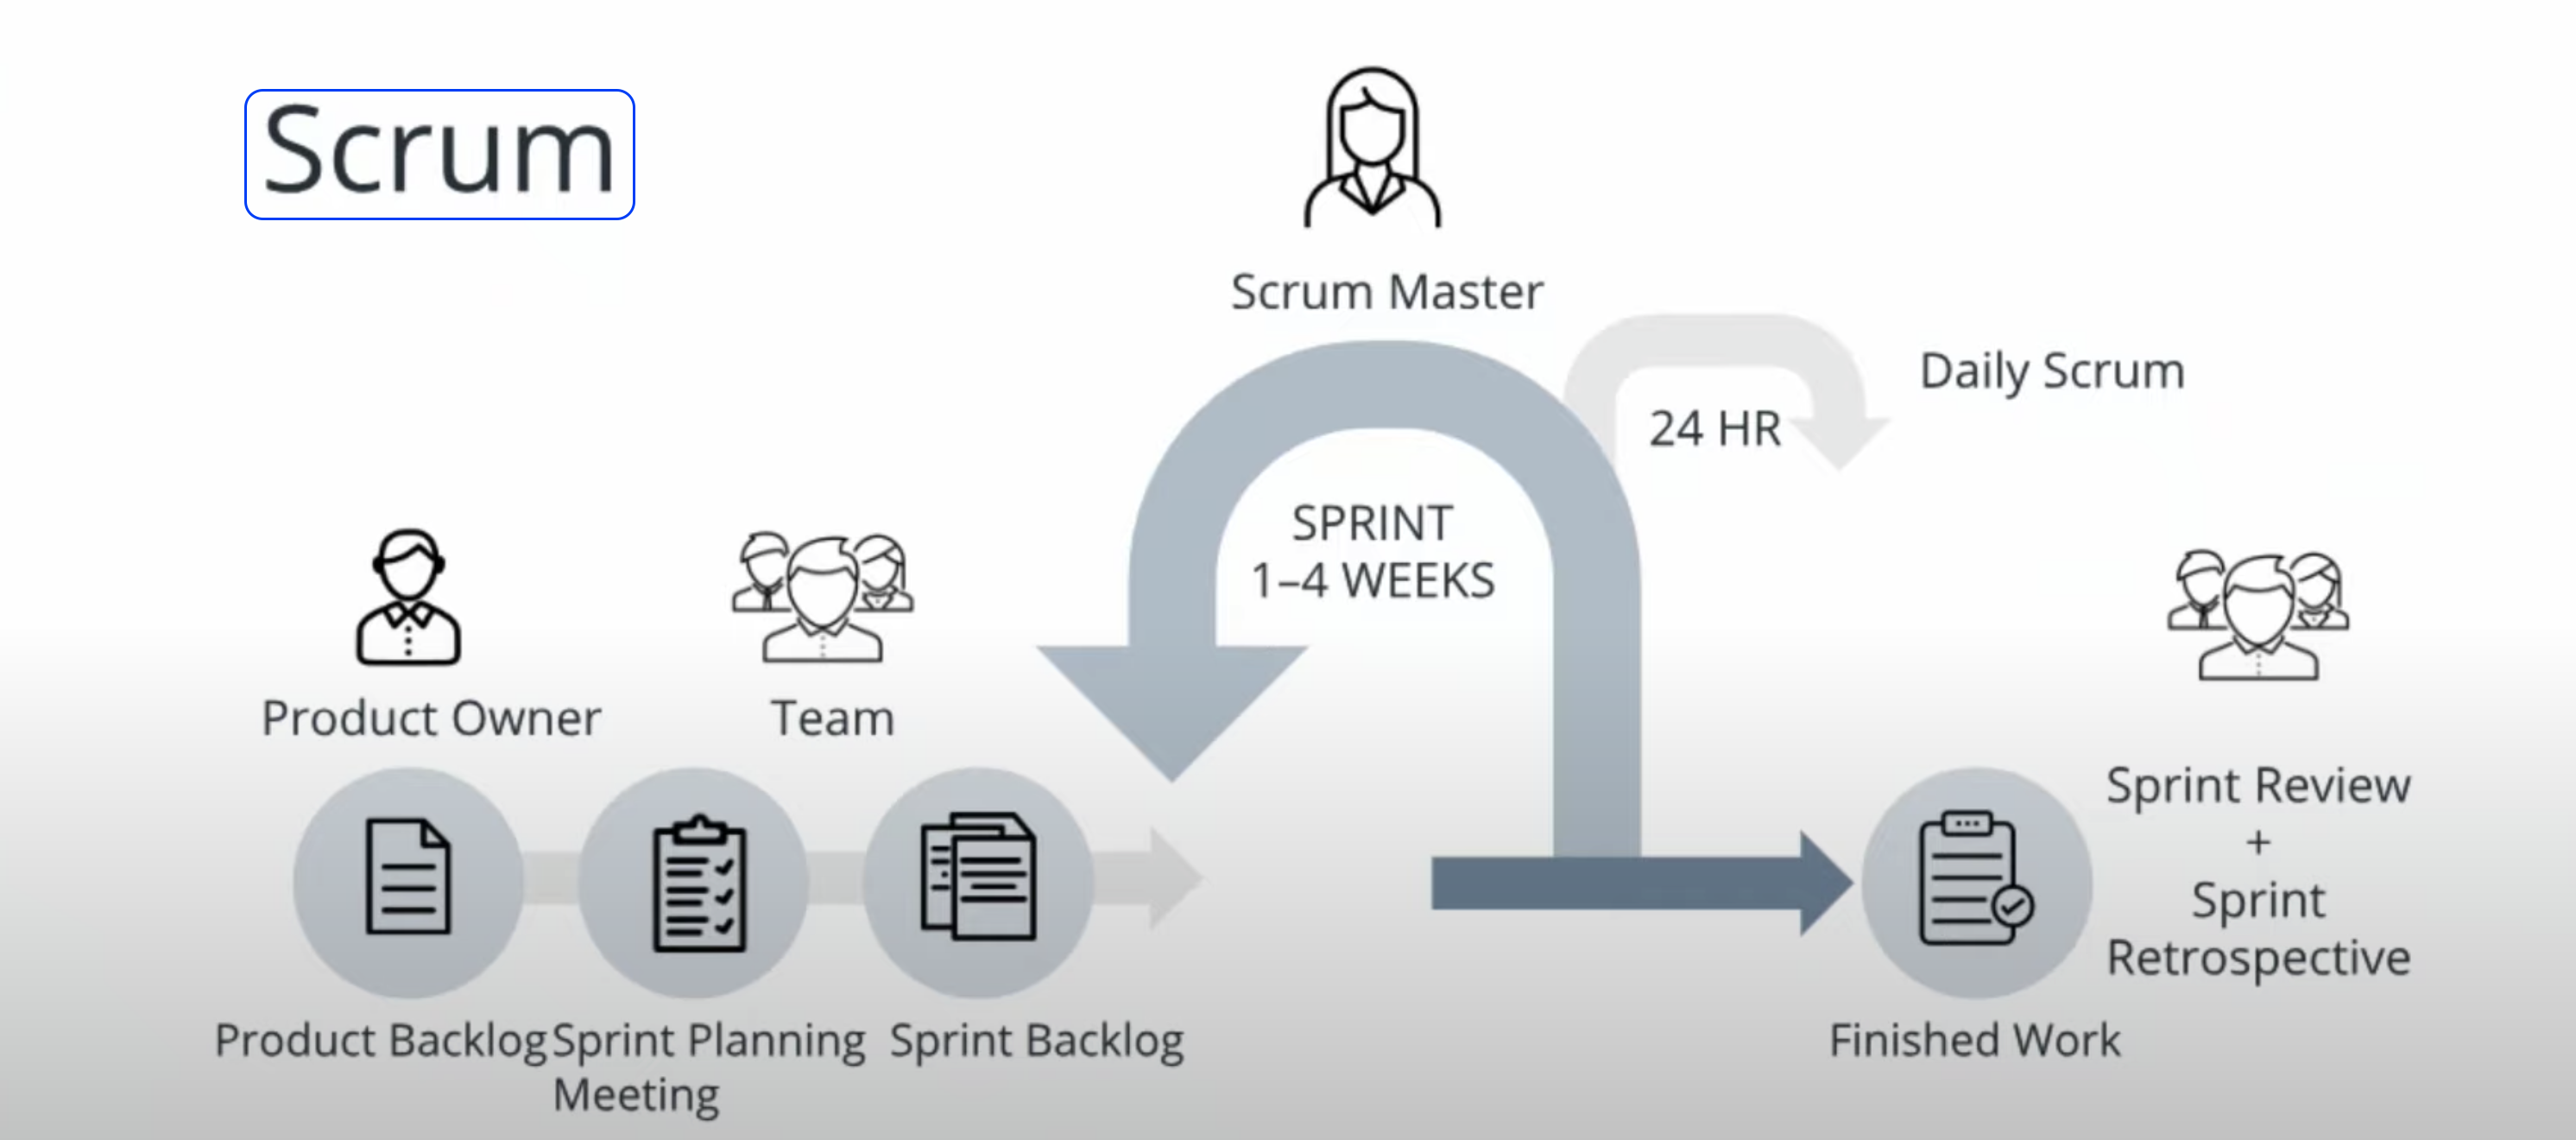 Scrum
Scrum Master
Daily Scrum
24 HR
SPRINT
1–4 WEEKS
Product Owner
Team
Sprint Review
+
Sprint
Retrospective
Product Backlog
Sprint Planning
Meeting
Sprint Backlog
Finished Work